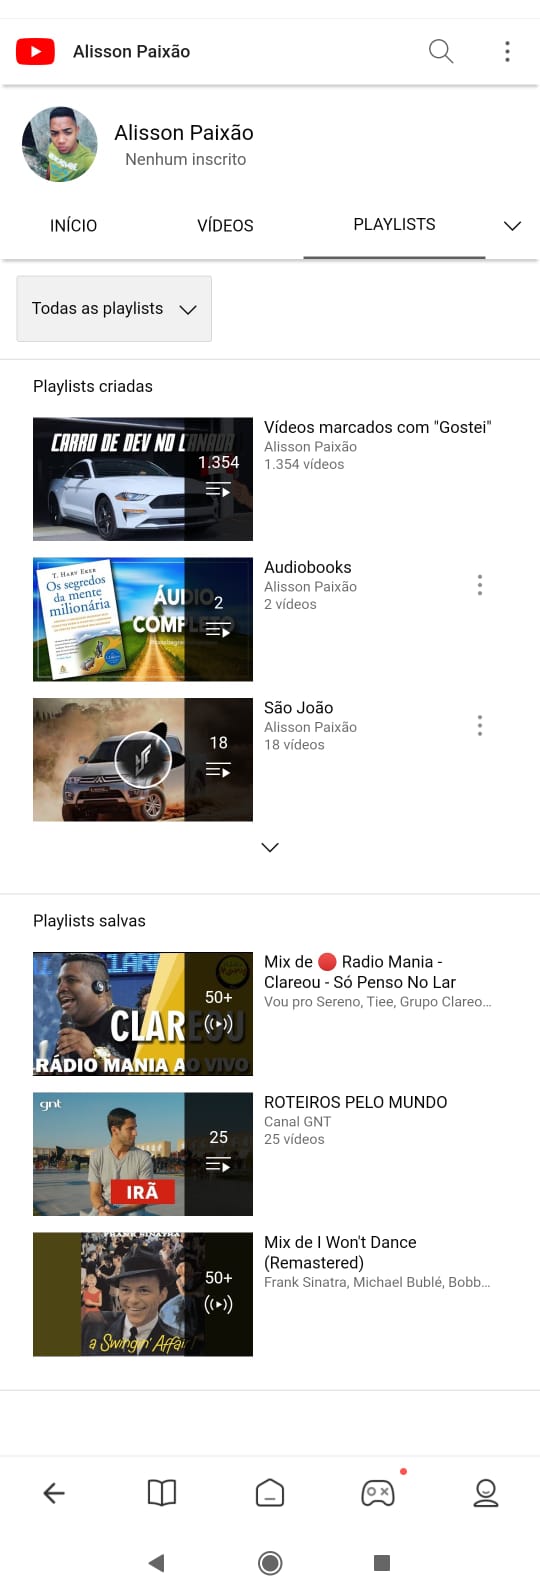 Alisson Paixão
Alisson Paixão
Nenhum inscrito
INÍCIO
VÍDEOS
PLAYLISTS
Todas as playlists
Playlists criadas
CARRO DE DEV NO CANADA
1.354
Vídeos marcados com "Gostei"
Alisson Paixão
1.354 vídeos
T. Harv Eker
Os segredos
da mente
milionária
ÁUDIO
COMPLETO
2
Audiobooks
Alisson Paixão
2 vídeos
18
São João
Alisson Paixão
18 vídeos
Playlists salvas
CLAREOU
RÁDIO MANIA AO VIVO
50+
Mix de 🔴 Radio Mania -
Clareou - Só Penso No Lar
Vou pro Sereno, Tiee, Grupo Clareo...
gnt
IRÃ
25
ROTEIROS PELO MUNDO
Canal GNT
25 vídeos
FRANK SINATRA
a Swingin' Affair
50+
Mix de I Won't Dance
(Remastered)
Frank Sinatra, Michael Bublé, Bobb...